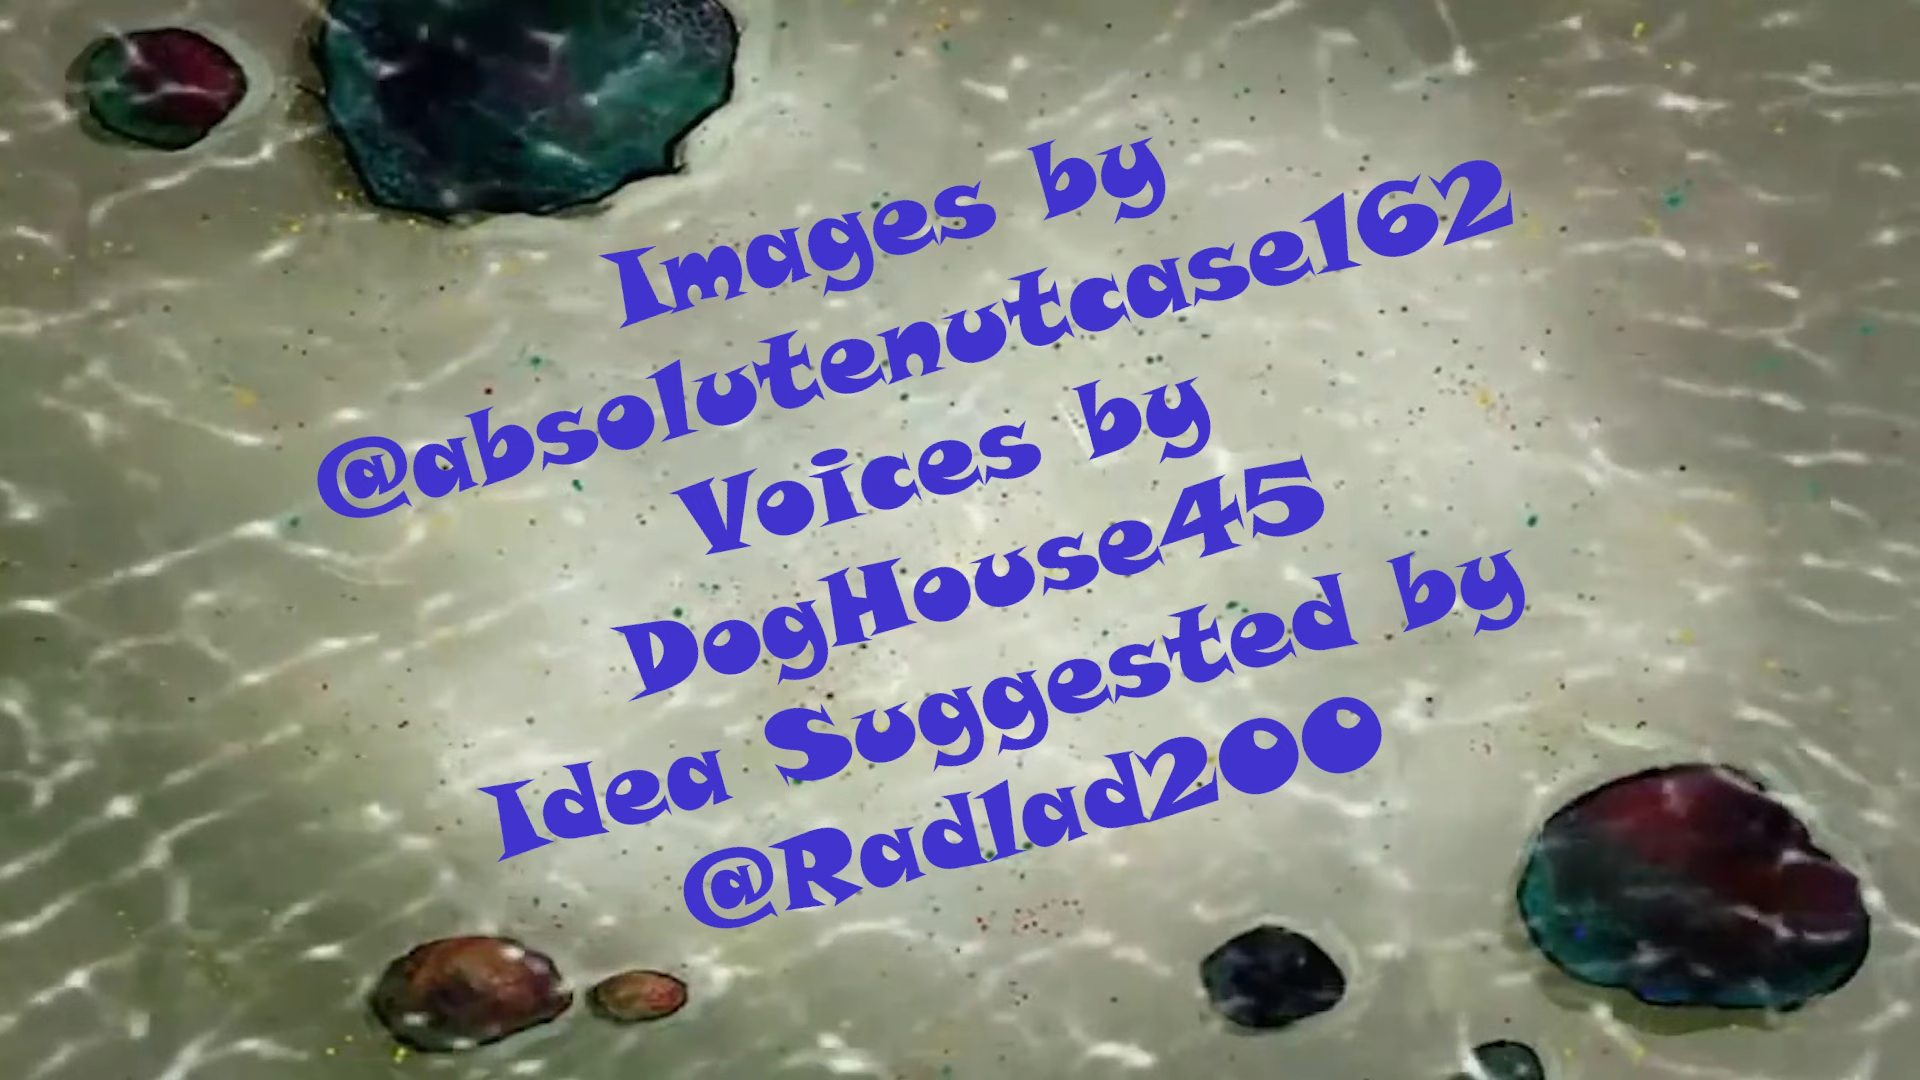 Images by
@absolutenutcase162
Voices by
DogHouse45
Idea Suggested by
@Radlad200